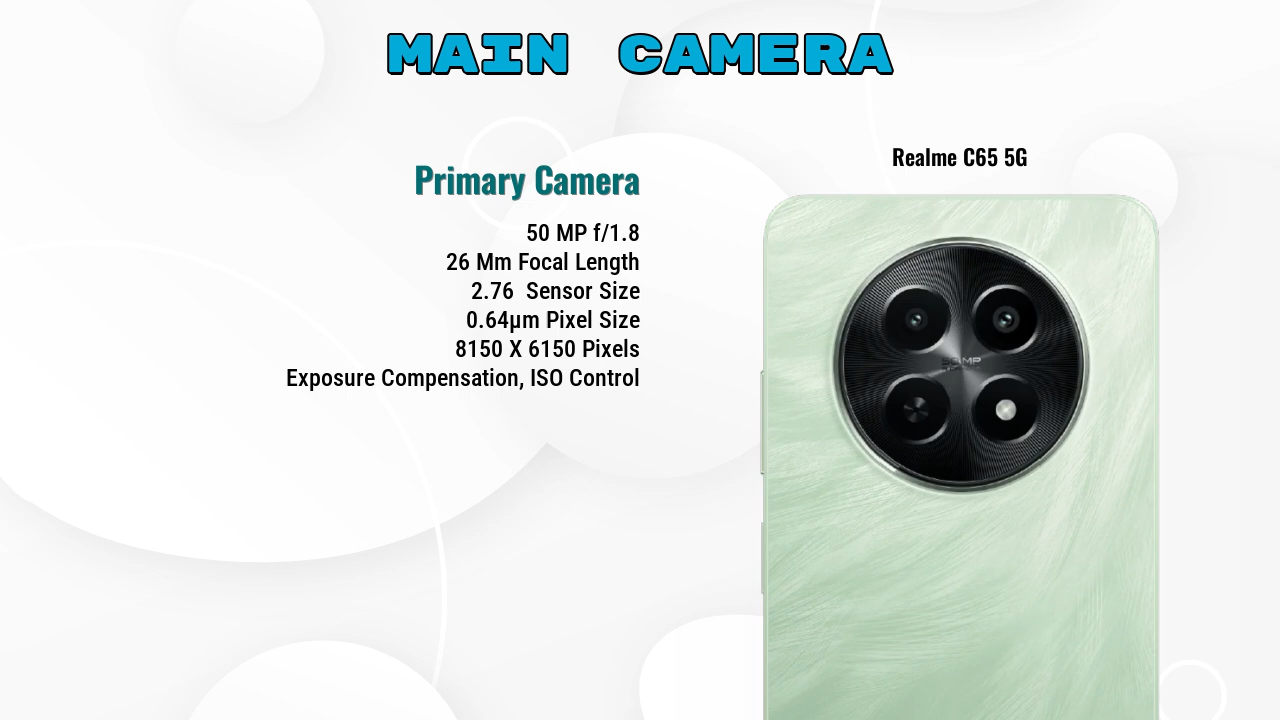 MAIN CAMERA
Realme C65 5G
Primary Camera
50 MP f/1.8
26 Mm Focal Length
2.76  Sensor Size
0.64µm Pixel Size
8150 X 6150 Pixels
Exposure Compensation, ISO Control